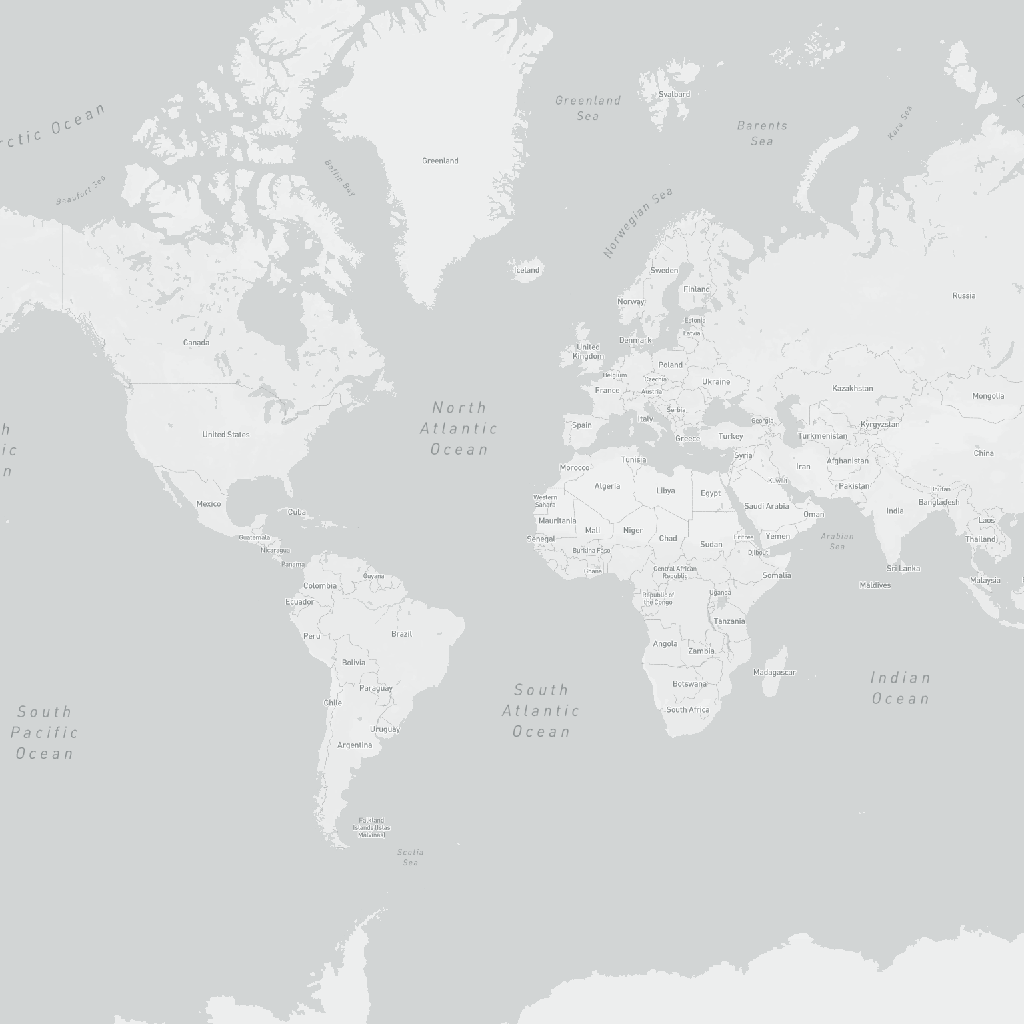 Svalbard
Greenland
Sea
Barents
Sea
Kara Sea
rctic Ocean
Greenland
Baffin Bay
Beaufort Sea
Norwegian Sea
Iceland
Sweden
Finland
Norway
Russia
Estonia
Latvia
Denmark
Canada
United
Kingdom
Poland
Belgium
Czechia
Ukraine
France
Austria
Kazakhstan
Mongolia
North
Atlantic
Ocean
Serbia
Italy
Georgia
Spain
Kyrgyzstan
h
ic
n
United States
Greece
Turkey
Turkmenistan
China
Syria
Tunisia
Afghanistan
Morocco
Iran
Kuwait
Algeria
Libya
Egypt
Pakistan
Bhutan
Bangladesh
Western
Sahara
Mexico
Saudi Arabia
Oman
India
Cuba
Mauritania
Mali
Niger
Chad
Sudan
Eritrea
Yemen
Arabian
Sea
Laos
Thailand
Senegal
Guatemala
Nicaragua
Burkina Faso
Djibouti
Panama
Ghana
Central African
Republic
Somalia
Sri Lanka
Maldives
Malaysia
Guyana
Colombia
Ecuador
Republic of
the Congo
Uganda
Peru
Brazil
Tanzania
Angola
Zambia
Bolivia
Madagascar
Botswana
Paraguay
Indian
Ocean
Chile
South
Atlantic
Ocean
South Africa
South
Pacific
Ocean
Uruguay
Argentina
Falkland
Islands (Islas
Malvinas)
Scotia
Sea